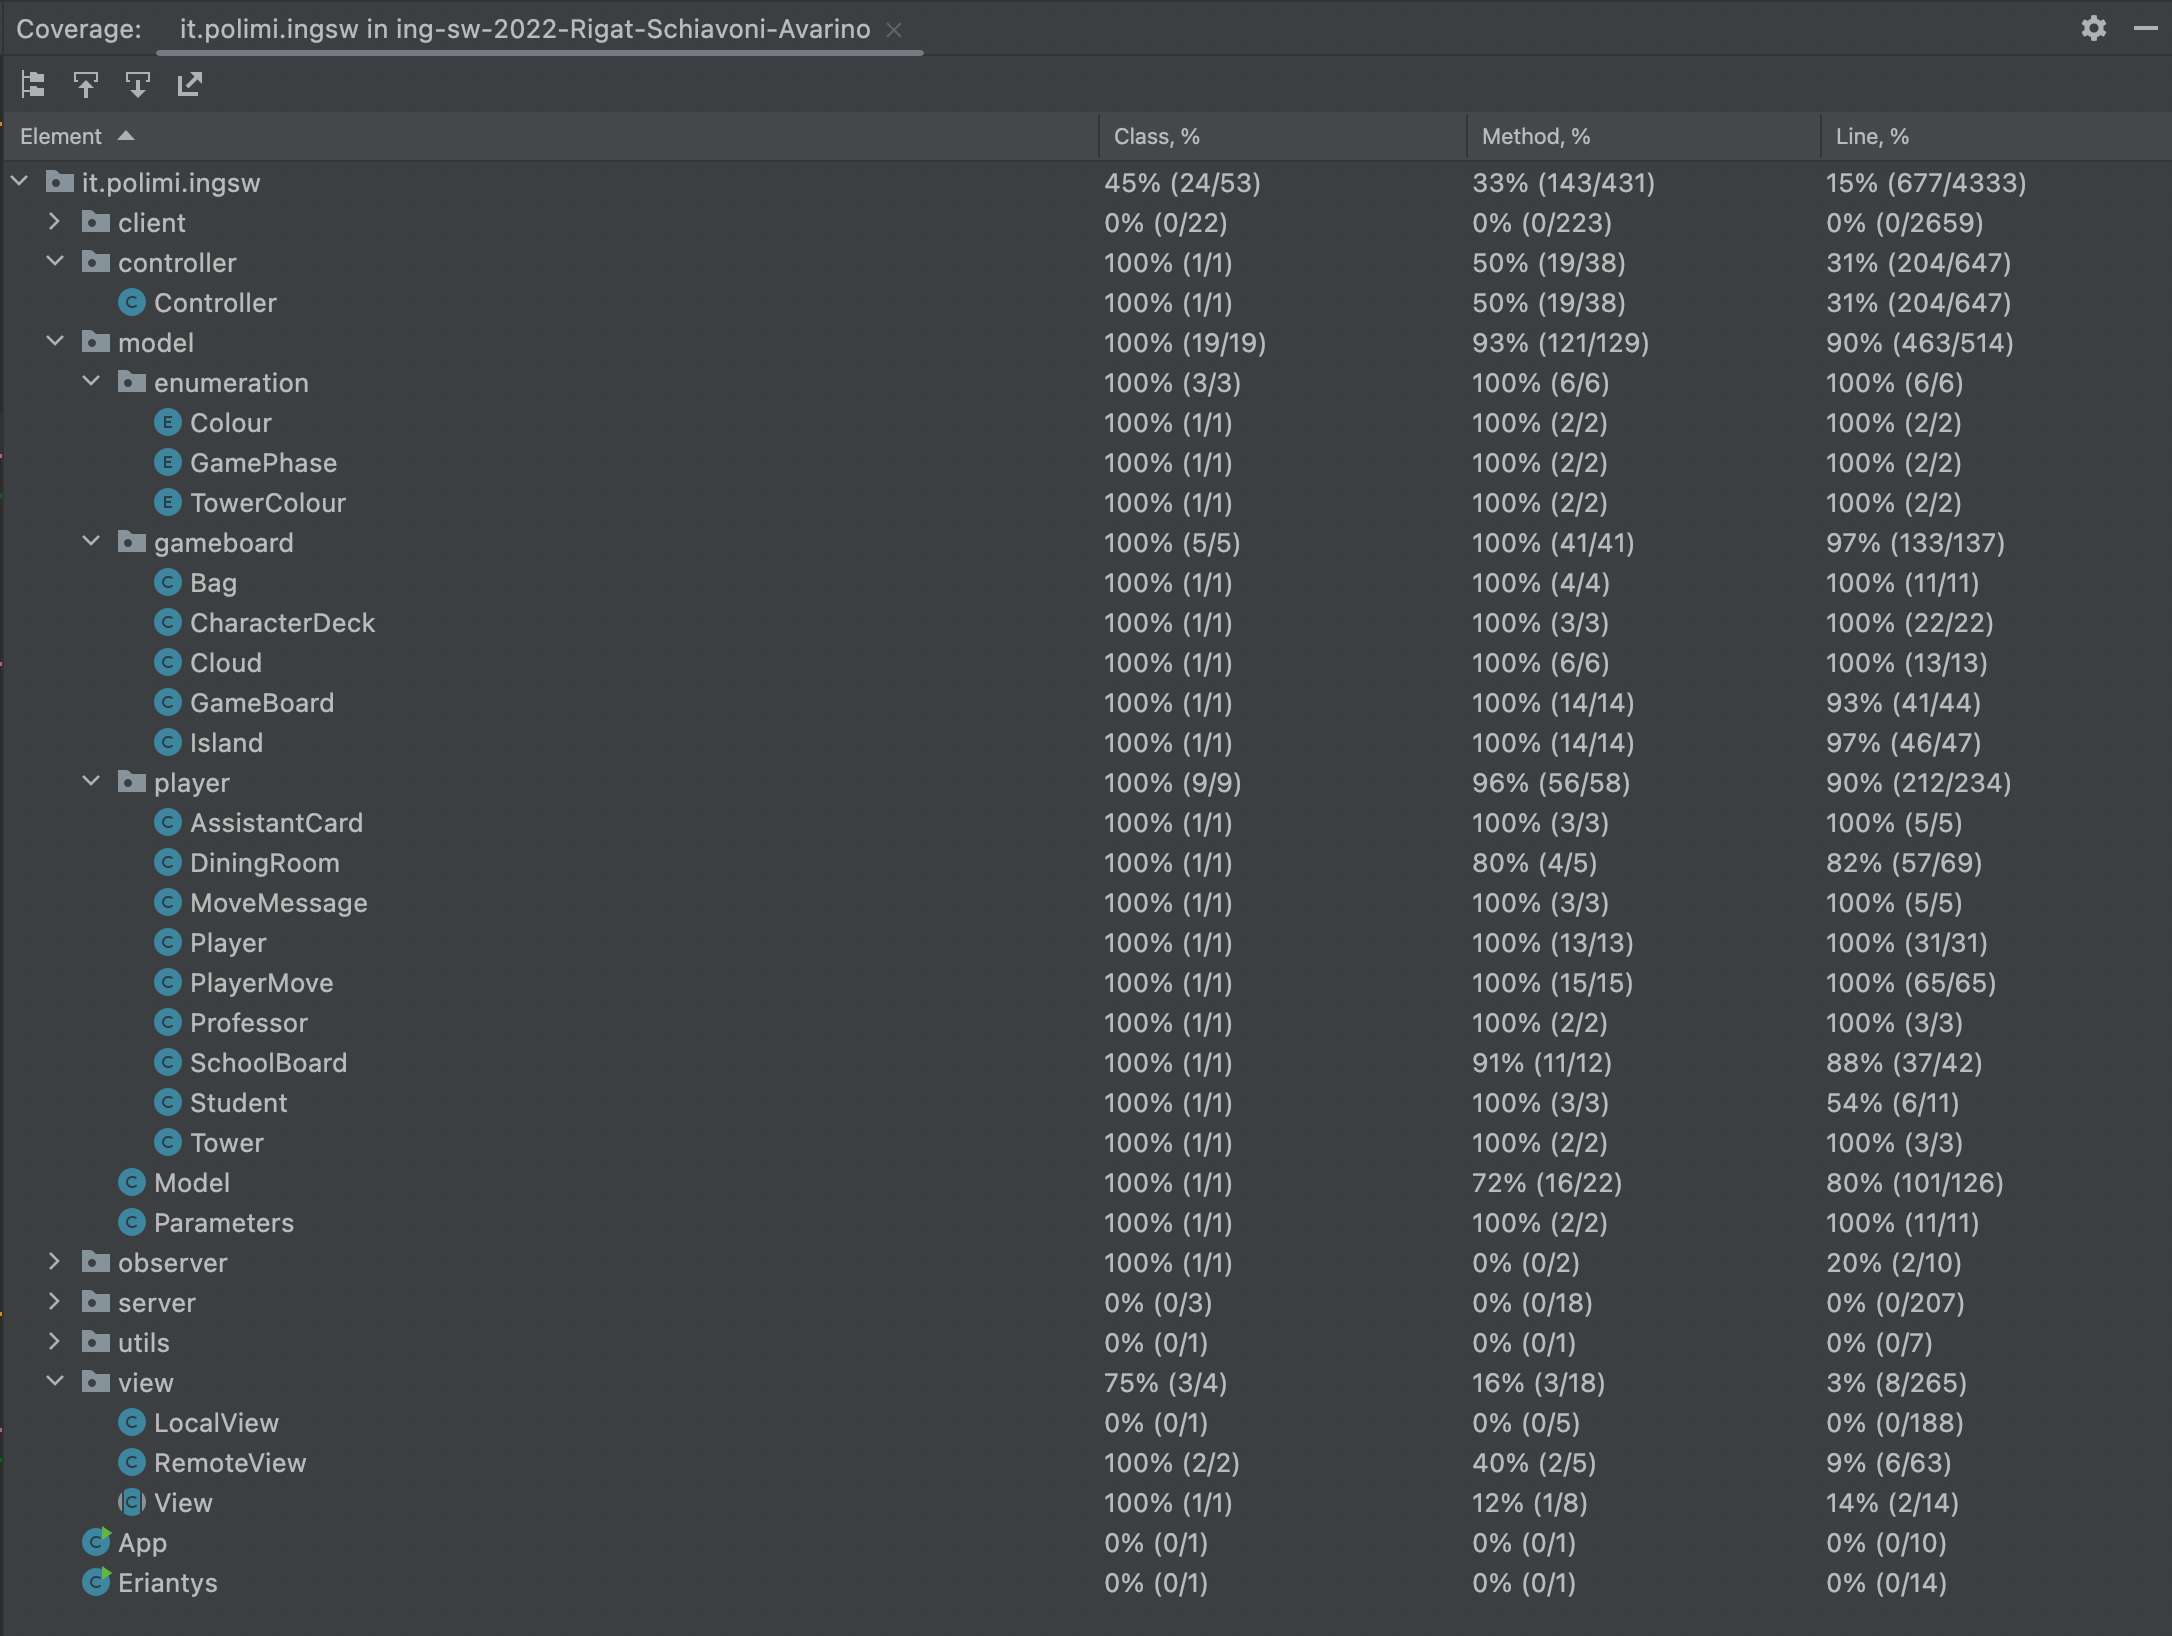 Coverage: it.polimi.ingsw in ing-sw-2022-Rigat-Schiavoni-Avarino
Element Class, % Method, % Line, %
it.polimi.ingsw 45% (24/53) 33% (143/431) 15% (677/4333)
client 0% (0/22) 0% (0/223) 0% (0/2659)
controller 100% (1/1) 50% (19/38) 31% (204/647)
C Controller 100% (1/1) 50% (19/38) 31% (204/647)
model 100% (19/19) 93% (121/129) 90% (463/514)
enumeration 100% (3/3) 100% (6/6) 100% (6/6)
E Colour 100% (1/1) 100% (2/2) 100% (2/2)
E GamePhase 100% (1/1) 100% (2/2) 100% (2/2)
E TowerColour 100% (1/1) 100% (2/2) 100% (2/2)
gameboard 100% (5/5) 100% (41/41) 97% (133/137)
C Bag 100% (1/1) 100% (4/4) 100% (11/11)
C CharacterDeck 100% (1/1) 100% (3/3) 100% (22/22)
C Cloud 100% (1/1) 100% (6/6) 100% (13/13)
C GameBoard 100% (1/1) 100% (14/14) 93% (41/44)
C Island 100% (1/1) 100% (14/14) 97% (46/47)
player 100% (9/9) 96% (56/58) 90% (212/234)
C AssistantCard 100% (1/1) 100% (3/3) 100% (5/5)
C DiningRoom 100% (1/1) 80% (4/5) 82% (57/69)
C MoveMessage 100% (1/1) 100% (3/3) 100% (5/5)
C Player 100% (1/1) 100% (13/13) 100% (31/31)
C PlayerMove 100% (1/1) 100% (15/15) 100% (65/65)
C Professor 100% (1/1) 100% (2/2) 100% (3/3)
C SchoolBoard 100% (1/1) 91% (11/12) 88% (37/42)
C Student 100% (1/1) 100% (3/3) 54% (6/11)
C Tower 100% (1/1) 100% (2/2) 100% (3/3)
C Model 100% (1/1) 72% (16/22) 80% (101/126)
C Parameters 100% (1/1) 100% (2/2) 100% (11/11)
observer 100% (1/1) 0% (0/2) 20% (2/10)
server 0% (0/3) 0% (0/18) 0% (0/207)
utils 0% (0/1) 0% (0/1) 0% (0/7)
view 75% (3/4) 16% (3/18) 3% (8/265)
C LocalView 0% (0/1) 0% (0/5) 0% (0/188)
C RemoteView 100% (2/2) 40% (2/5) 9% (6/63)
C View 100% (1/1) 12% (1/8) 14% (2/14)
C App 0% (0/1) 0% (0/1) 0% (0/10)
C Eriantys 0% (0/1) 0% (0/1) 0% (0/14)